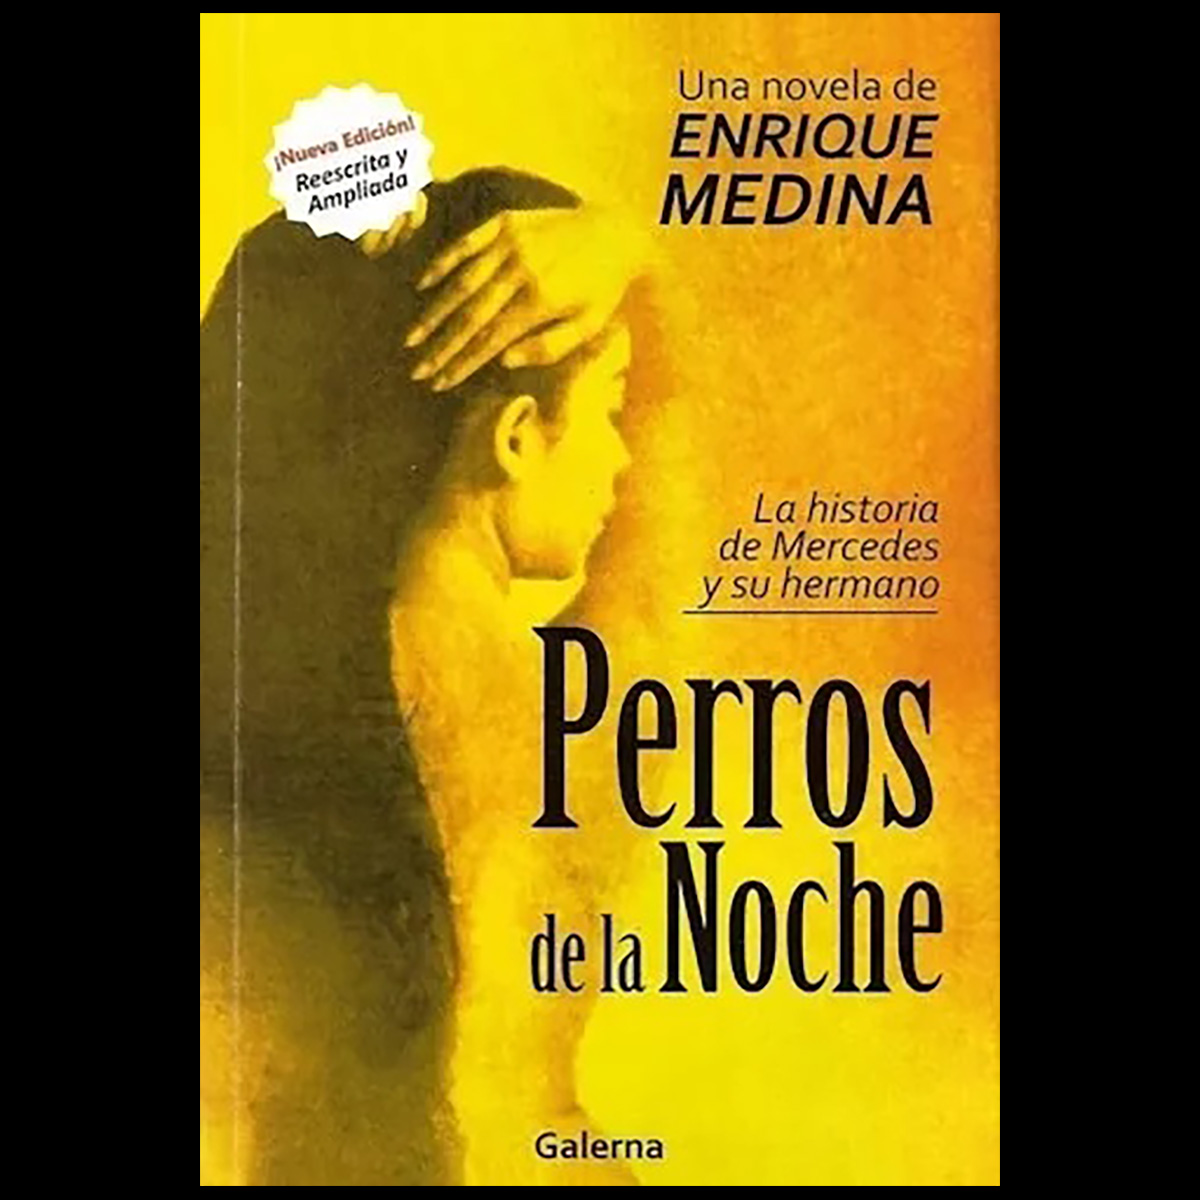 Una novela de
ENRIQUE
MEDINA
¡Nueva Edición!
Reescrita y
Ampliada
La historia
de Mercedes
y su hermano
Perros
de la Noche
Galerna